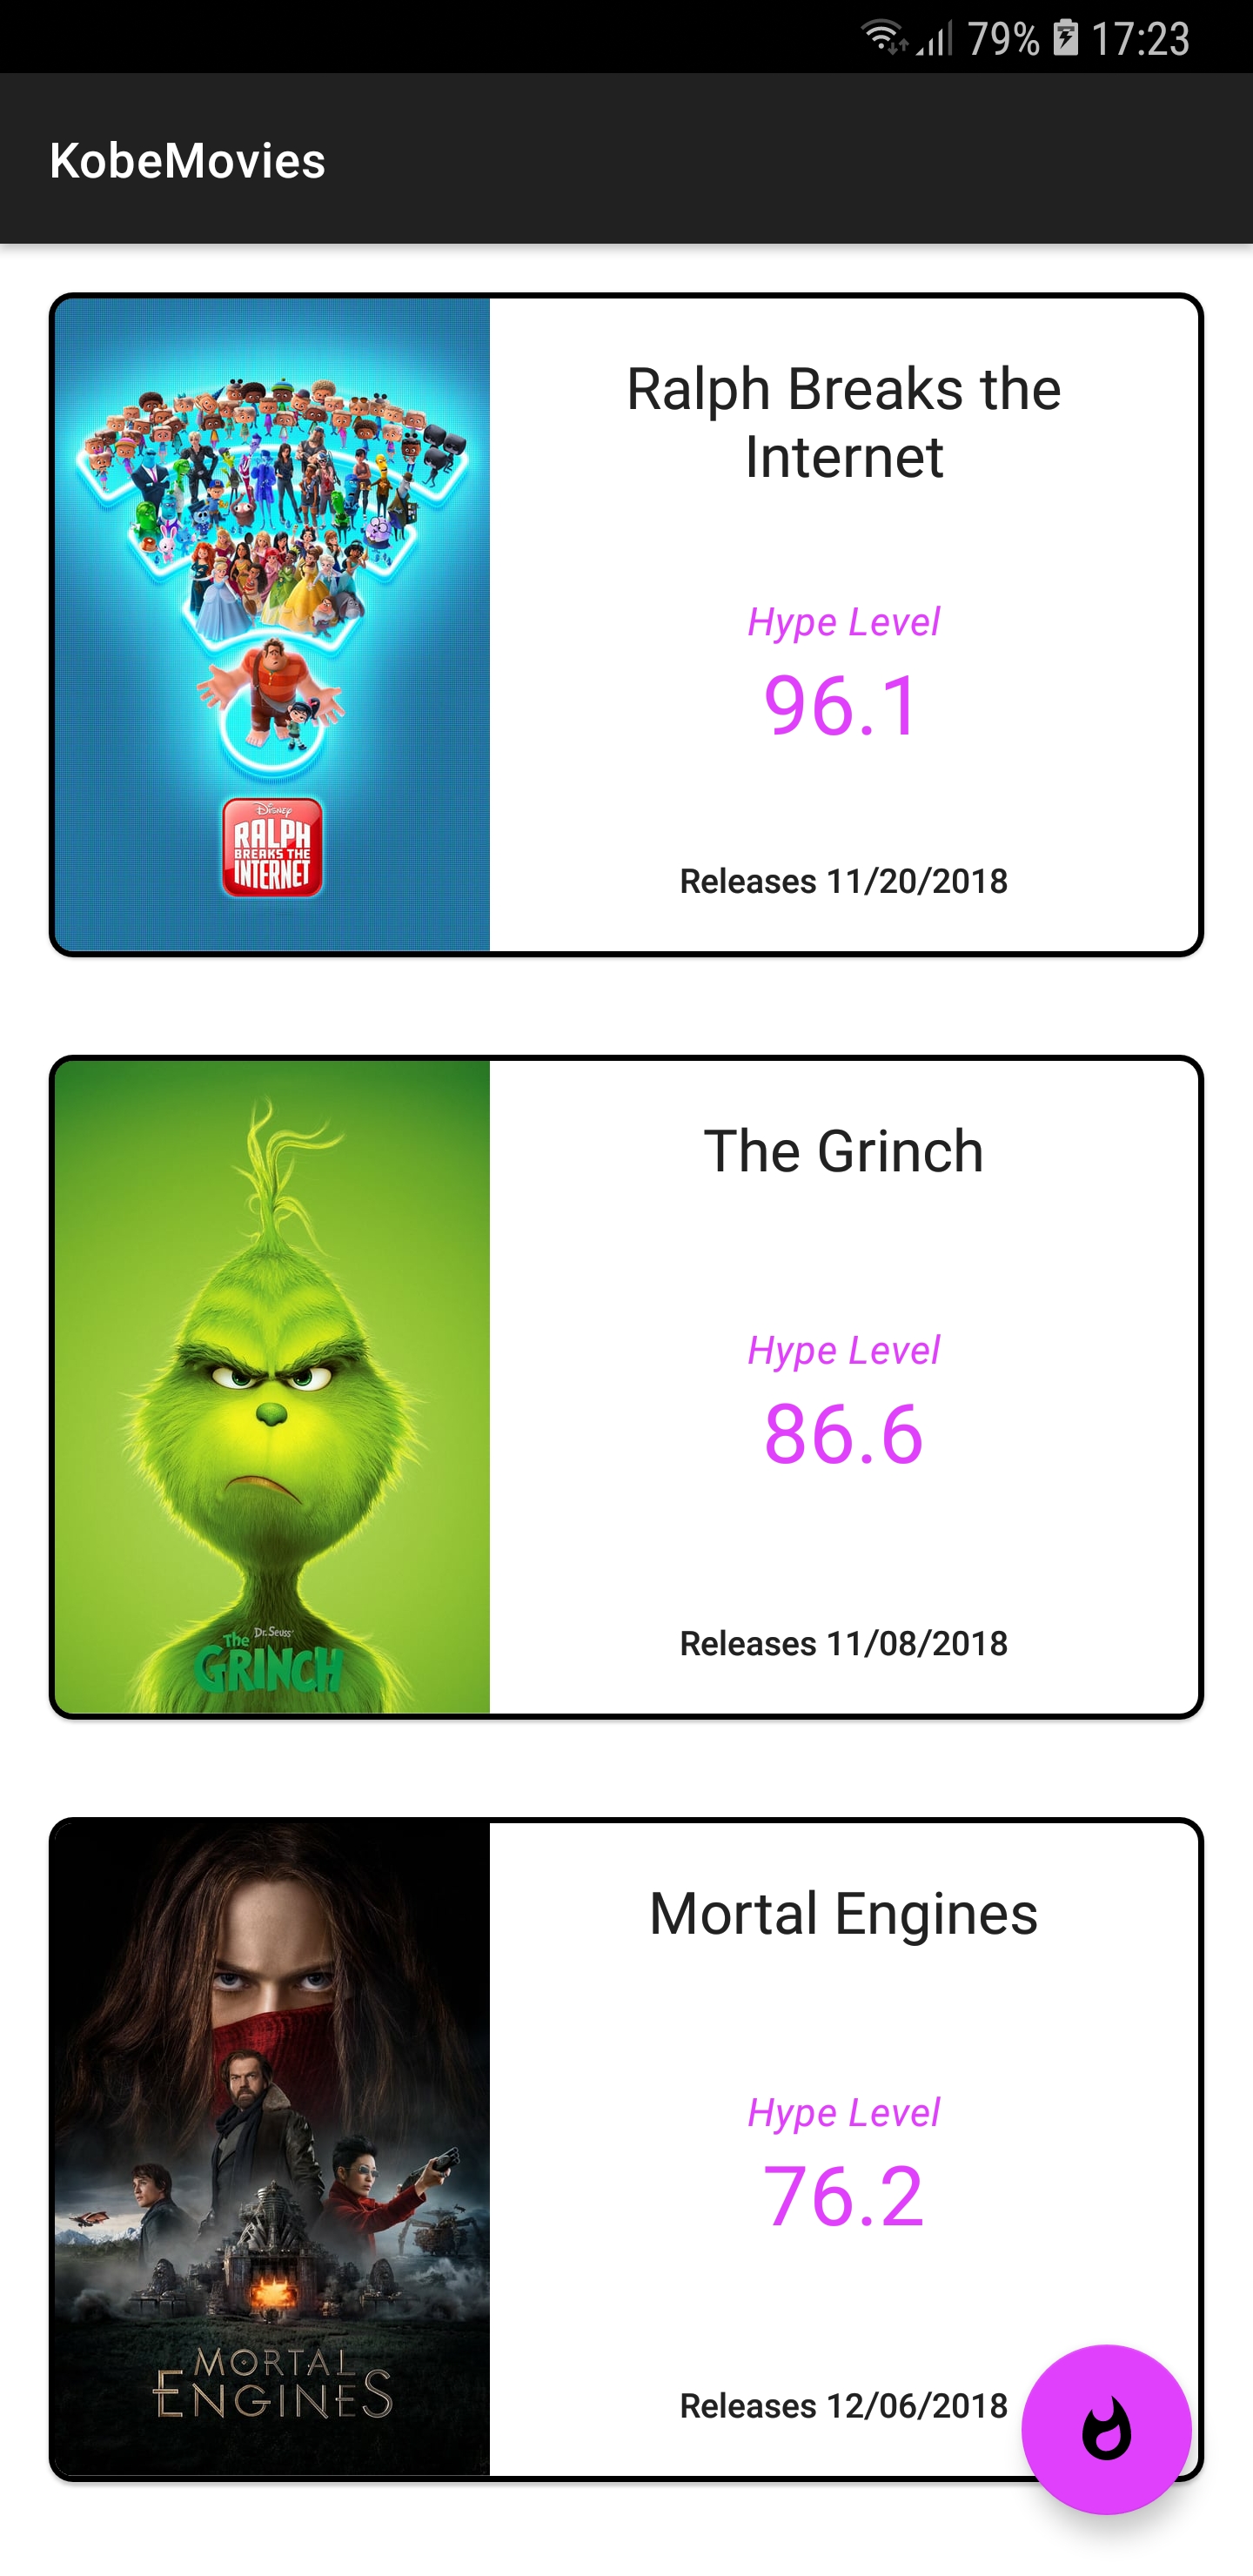 79% 17:23
KobeMovies
Ralph Breaks the
Internet
Hype Level
96.1
Releases 11/20/2018
Disney
RALPH
BREAKS THE
INTERNET
The Grinch
Hype Level
86.6
Releases 11/08/2018
Dr. Seuss'
The
GRINCH
Mortal Engines
Hype Level
76.2
Releases 12/06/2018
MORTAL
ENGINES